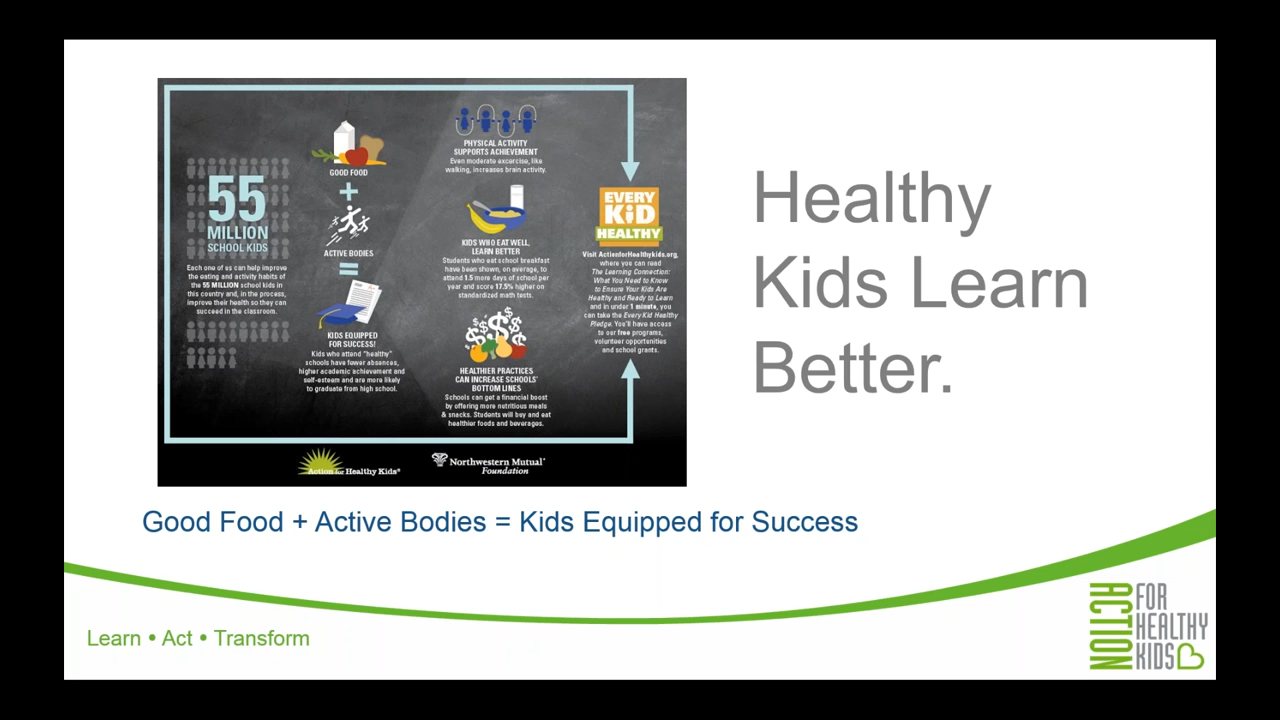 55
MILLION
SCHOOL KIDS
Each one of us can help improve
the eating and activity habits of
the 55 MILLION school kids in
this country and, in the process,
improve their health so they can
succeed in the classroom.
GOOD FOOD
+
ACTIVE BODIES
=
KIDS EQUIPPED
FOR SUCCESS!
Kids who attend "healthy"
schools have fewer absences,
higher academic achievement and
self-esteem and are more likely
to graduate from high school.
PHYSICAL ACTIVITY
SUPPORTS ACHIEVEMENT
Even moderate excercise, like
walking, increases brain activity.
KIDS WHO EAT WELL,
LEARN BETTER
Students who eat school breakfast
have been shown, on average, to
attend 1.5 more days of school per
year and score 17.5% higher on
standardized math tests.
HEALTHIER PRACTICES
CAN INCREASE SCHOOLS'
BOTTOM LINES
Schools can get a financial boost
by offering more nutritious meals
& snacks. Students will buy and eat
healthier foods and beverages.
EVERY
KID
HEALTHY
Visit ActionforHealthykids.org,
where you can read
The Learning Connection:
What You Need to Know
to Ensure Your Kids Are
Healthy and Ready to Learn
and in under 1 minute, you
can take the Every Kid Healthy
Pledge. You'll have access
to our free programs,
volunteer opportunities
and school grants.
Action for Healthy Kids®
Northwestern Mutual
Foundation
Healthy
Kids Learn
Better.
Good Food + Active Bodies = Kids Equipped for Success
Learn • Act • Transform
ACTION
FOR
HEALTHY
KIDS